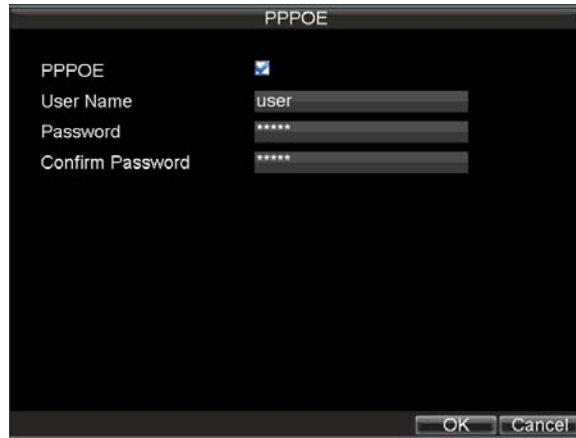 PPPOE
PPPOE
User Name user
Password *****
Confirm Password *****
OK Cancel